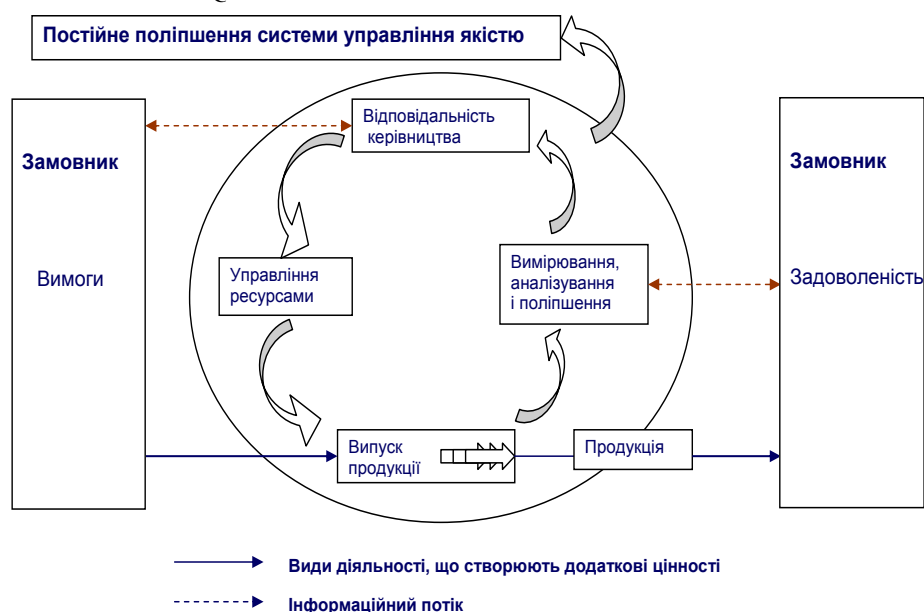 Постійне поліпшення системи управління якістю
Відповідальність
керівництва
Замовник
Вимоги
Замовник
Задоволеність
Управління
ресурсами
Вимірювання,
аналізування
і поліпшення
Випуск
продукції
Продукція
Види діяльності, що створюють додаткові цінності
Інформаційний потік